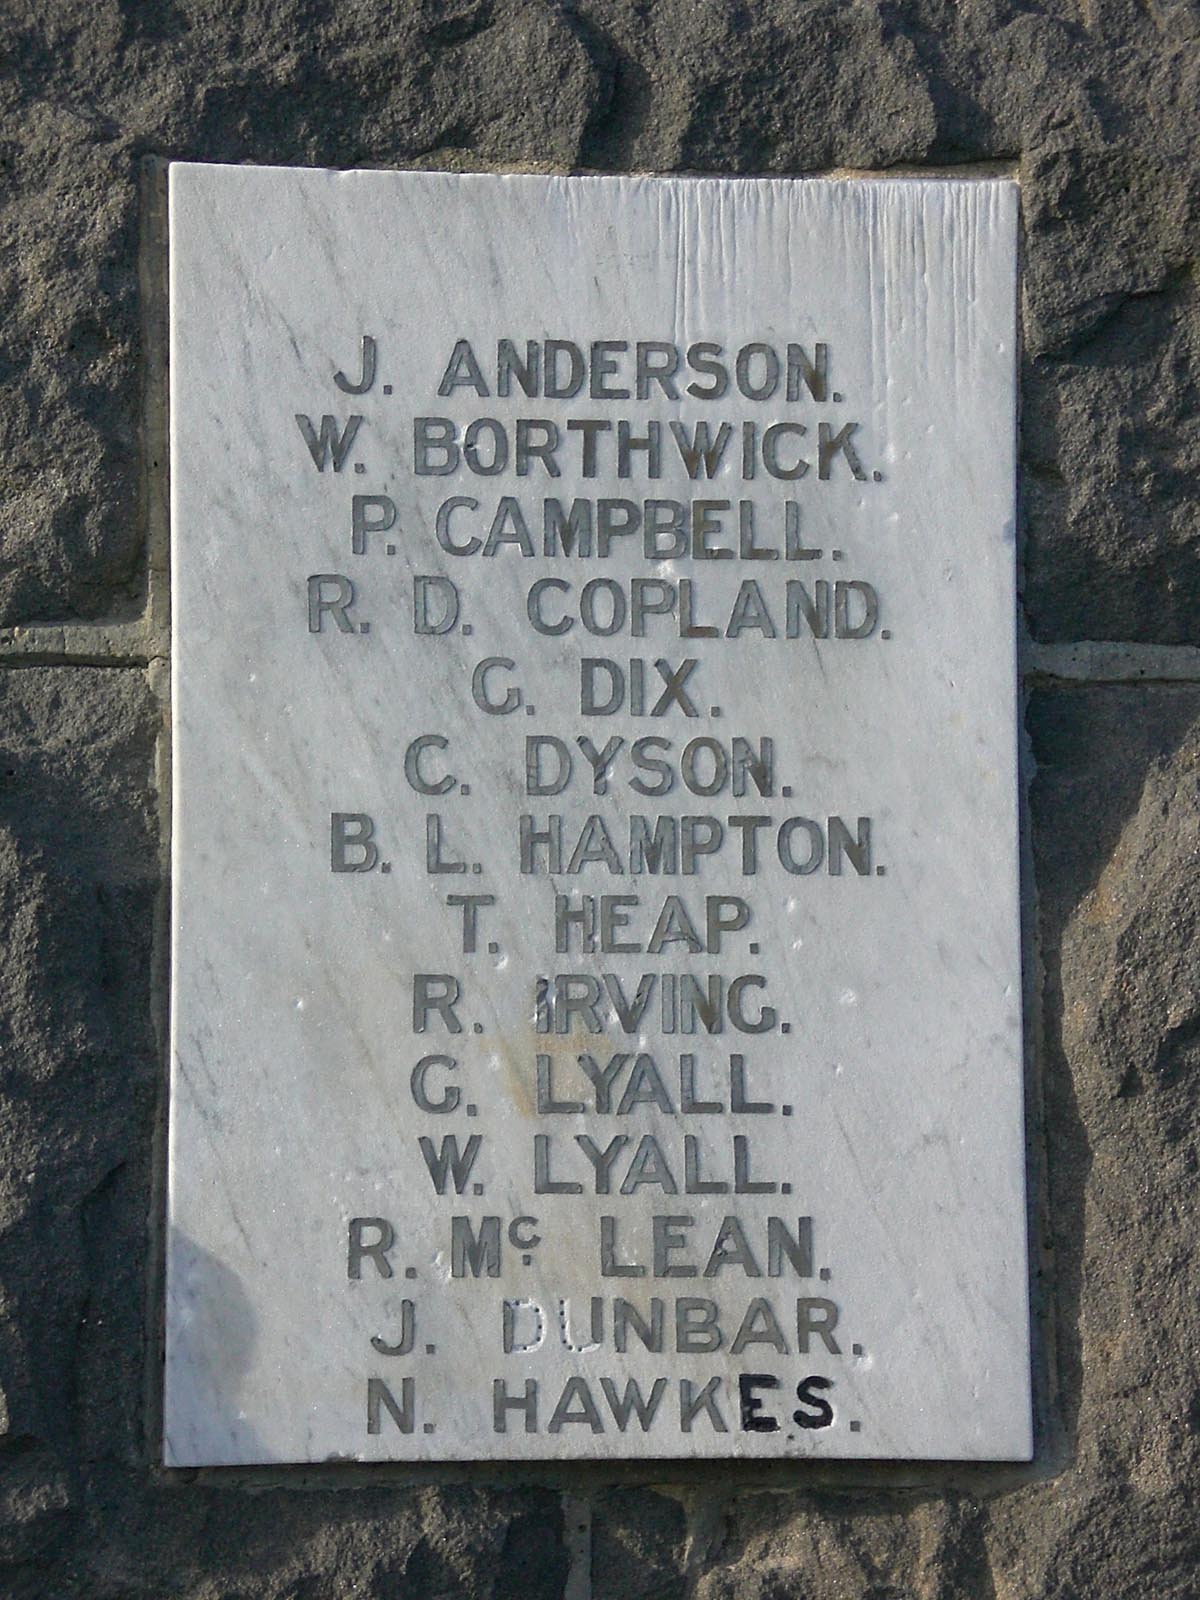 J. ANDERSON.
W. BORTHWICK.
P. CAMPBELL.
R. D. COPLAND.
G. DIX.
C. DYSON.
B. L. HAMPTON.
T. HEAP.
R. IRVING.
G. LYALL.
W. LYALL.
R. Mc LEAN.
J. DUNBAR.
N. HAWKES.